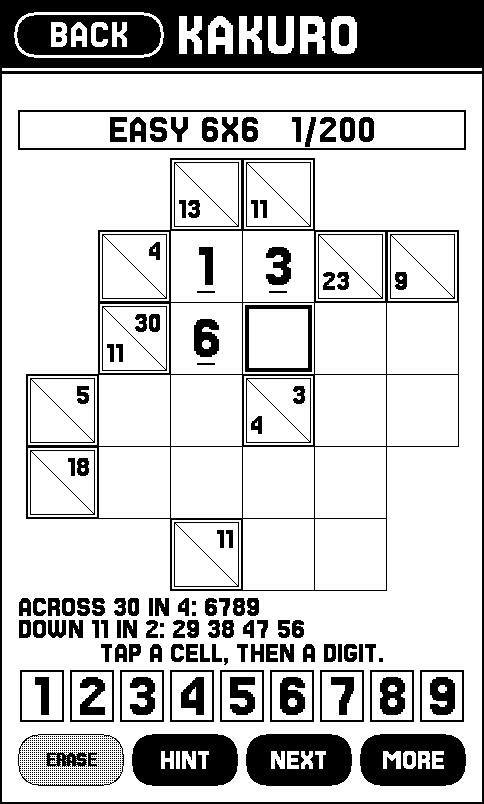 BACK KAKURO
EASY 6X6 1/200
13 11
4 1 3 23 9
30 11 6
5 3 4
18
11
ACROSS 30 IN 4: 6789
DOWN 11 IN 2: 29 38 47 56
TAP A CELL, THEN A DIGIT.
1 2 3 4 5 6 7 8 9
ERASE HINT NEXT MORE